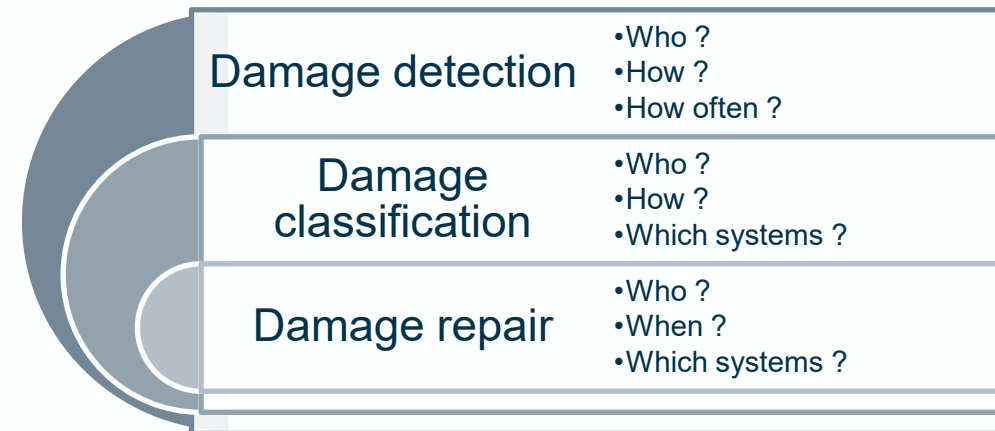 Damage detection
•Who ?
•How ?
•How often ?
Damage
classification
•Who ?
•How ?
•Which systems ?
Damage repair
•Who ?
•When ?
•Which systems ?